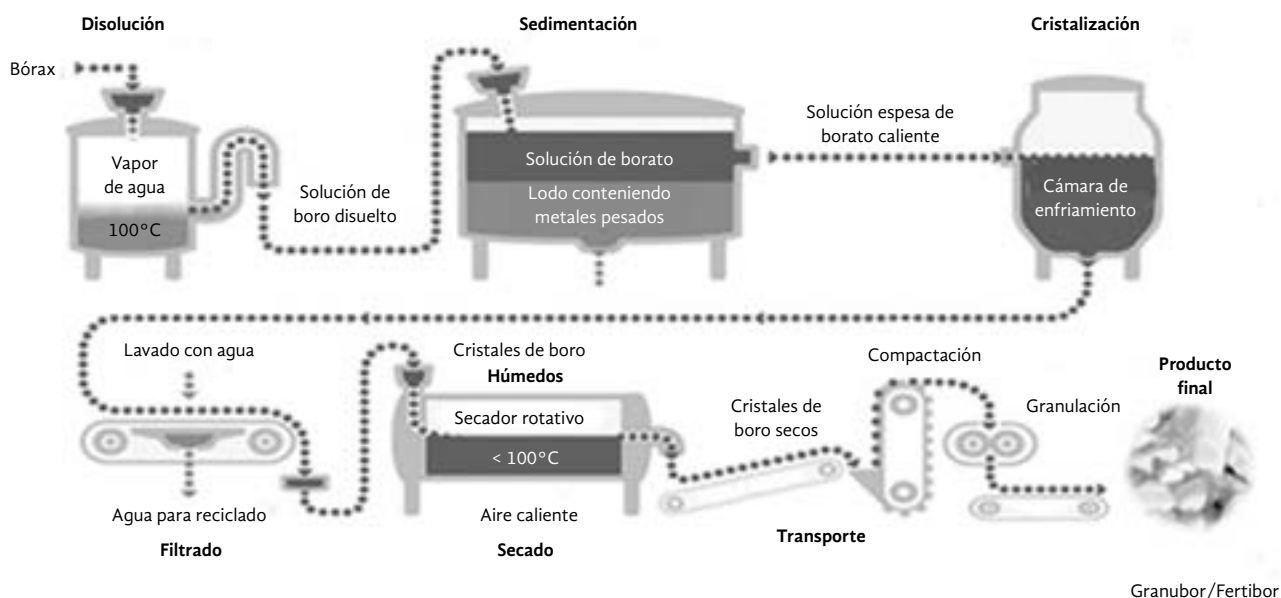 Disolución
Sedimentación
Cristalización
Bórax
Vapor
de agua
100°C
Solución de
boro disuelto
Solución de borato
Lodo conteniendo
metales pesados
Solución espesa de
borato caliente
Cámara de
enfriamiento
Lavado con agua
Agua para reciclado
Filtrado
Cristales de boro
Húmedos
Secador rotativo
< 100°C
Aire caliente
Secado
Cristales de
boro secos
Transporte
Compactación
Granulación
Producto
final
Granubor/Fertibor